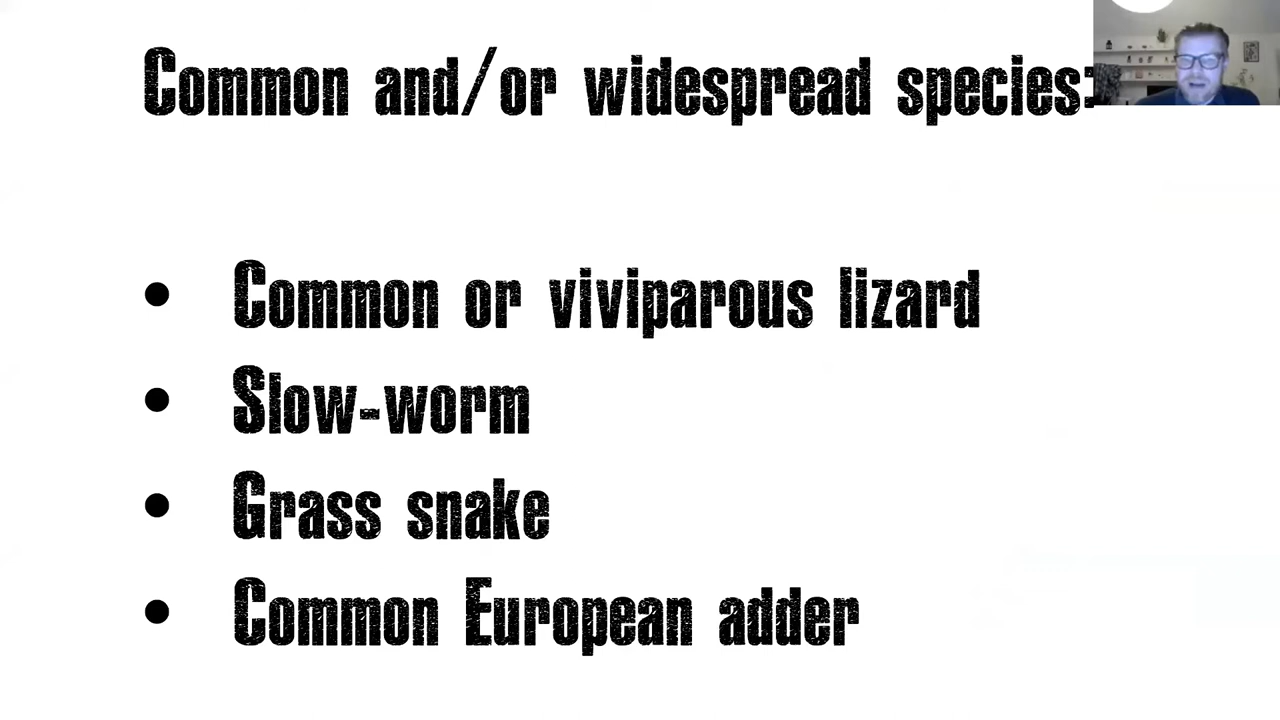 Common and/or widespread species:
• Common or viviparous lizard
• Slow-worm
• Grass snake
• Common European adder